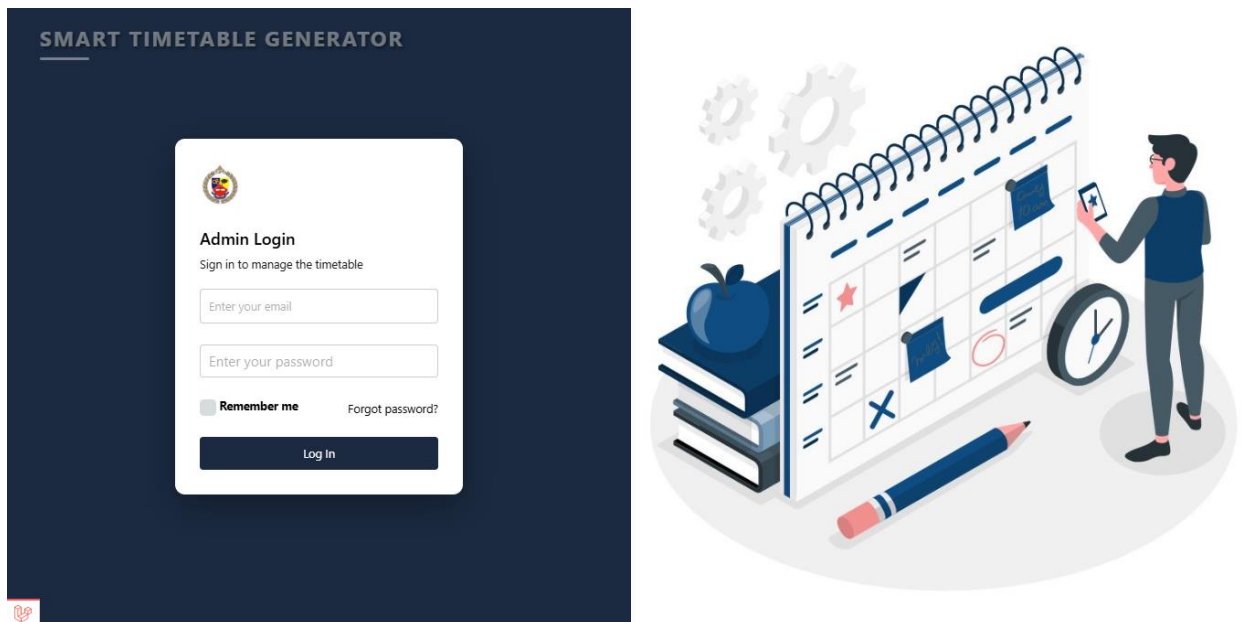 SMART TIMETABLE GENERATOR
Admin Login
Sign in to manage the timetable
Enter your email
Enter your password
Remember me
Forgot password?
Log In